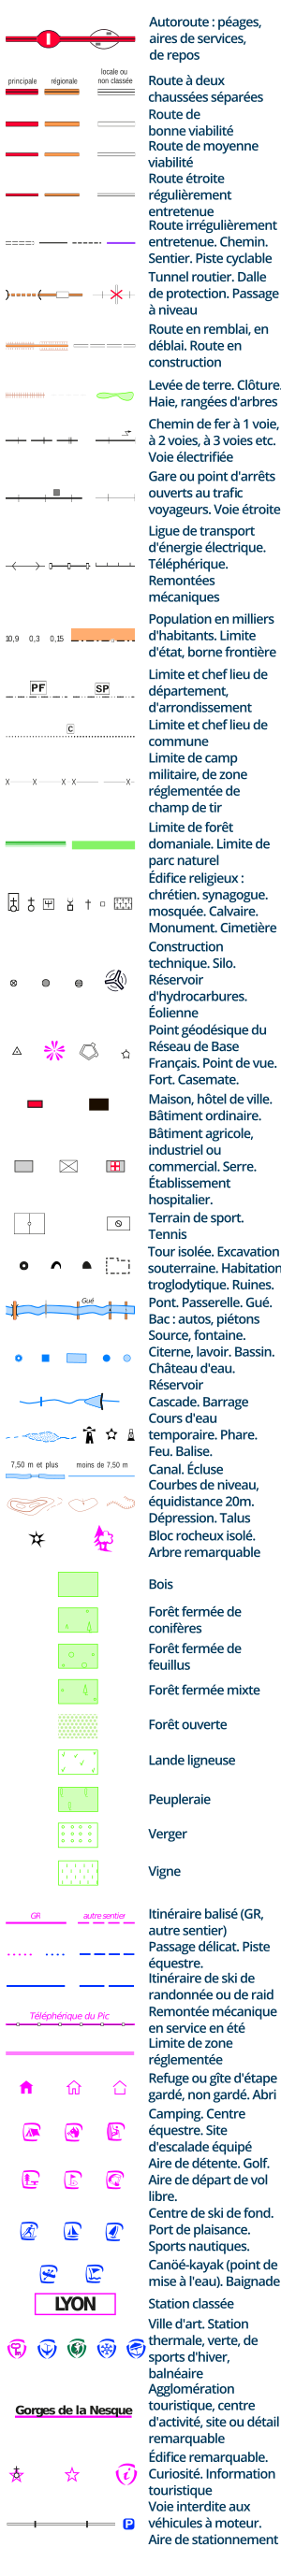 Autoroute : péages,
aires de services,
de repos
principale régionale locale ou
non classée
Route à deux
chaussées séparées
Route de
bonne viabilité
Route de moyenne
viabilité
Route étroite
régulièrement
entretenue
Route irrégulièrement
entretenue. Chemin.
Sentier. Piste cyclable
Tunnel routier. Dalle
de protection. Passage
à niveau
Route en remblai, en
déblai. Route en
construction
Levée de terre. Clôture.
Haie, rangées d'arbres
Chemin de fer à 1 voie,
à 2 voies, à 3 voies etc.
Voie électrifiée
Gare ou point d'arrêts
ouverts au trafic
voyageurs. Voie étroite
Ligue de transport
d'énergie électrique.
Téléphérique.
Remontées
mécaniques
10,9 0,3 0,15
Population en milliers
d'habitants. Limite
d'état, borne frontière
PF SP
Limite et chef lieu de
département,
d'arrondissement
C
Limite et chef lieu de
commune
X X X X X
Limite de camp
militaire, de zone
réglementée de
champ de tir
Limite de forêt
domaniale. Limite de
parc naturel
Édifice religieux :
chrétien. synagogue.
mosquée. Calvaire.
Monument. Cimetière
Construction
technique. Silo.
Réservoir
d'hydrocarbures.
Éolienne
Point géodésique du
Réseau de Base
Français. Point de vue.
Fort. Casemate.
Maison, hôtel de ville.
Bâtiment ordinaire.
Bâtiment agricole,
industriel ou
commercial. Serre.
Établissement
hospitalier.
Terrain de sport.
Tennis
Tour isolée. Excavation
souterraine. Habitation
troglodytique. Ruines.
Gué
Pont. Passerelle. Gué.
Bac : autos, piétons
Source, fontaine.
Citerne, lavoir. Bassin.
Château d'eau.
Réservoir
Cascade. Barrage
Cours d'eau
temporaire. Phare.
Feu. Balise.
7,50 m et plus moins de 7,50 m
Canal. Écluse
Courbes de niveau,
équidistance 20m.
Dépression. Talus
Bloc rocheux isolé.
Arbre remarquable
Bois
Forêt fermée de
conifères
Forêt fermée de
feuillus
Forêt fermée mixte
Forêt ouverte
Lande ligneuse
Peupleraie
Verger
Vigne
GR autre sentier
Itinéraire balisé (GR,
autre sentier)
Passage délicat. Piste
équestre.
Itinéraire de ski de
randonnée ou de raid
Téléphérique du Pic
Remontée mécanique
en service en été
Limite de zone
réglementée
Refuge ou gîte d'étape
gardé, non gardé. Abri
Camping. Centre
équestre. Site
d'escalade équipé
Aire de détente. Golf.
Aire de départ de vol
libre.
Centre de ski de fond.
Port de plaisance.
Sports nautiques.
Canöé-kayak (point de
mise à l'eau). Baignade
LYON
Station classée
Ville d'art. Station
thermale, verte, de
sports d'hiver,
balnéaire
Gorges de la Nesque
Agglomération
touristique, centre
d'activité, site ou détail
remarquable
i
Édifice remarquable.
Curiosité. Information
touristique
P
Voie interdite aux
véhicules à moteur.
Aire de stationnement